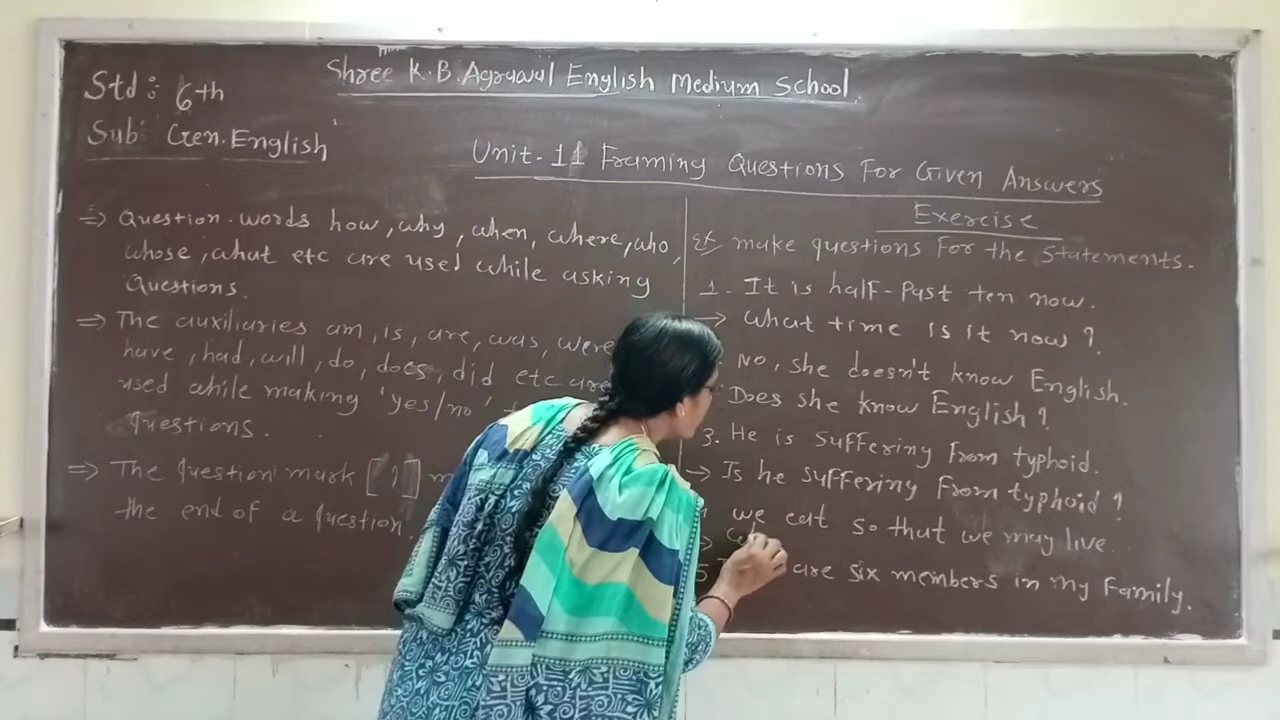 Std : 6th
Sub: Gen. English
Shree K.B. Agrawal English Medium School
Unit-11 Framing Questions For Given Answers
⇒ Question-words how, why, when, where, who,
whose, what etc are used while asking
Questions.
⇒ The auxiliaries am, is, are, was, were
have, had, will, do, does, did etc are
used while making 'yes/no'
questions.
⇒ The question mark [?]
the end of a question.
Exercise
Ex make questions for the statements.
1. It is half-past ten now.
→ What time is it now?
No, she doesn't know English.
Does she know English?
3. He is suffering from typhoid.
→ Is he suffering from typhoid?
we eat so that we may live.
5 are six members in my family.